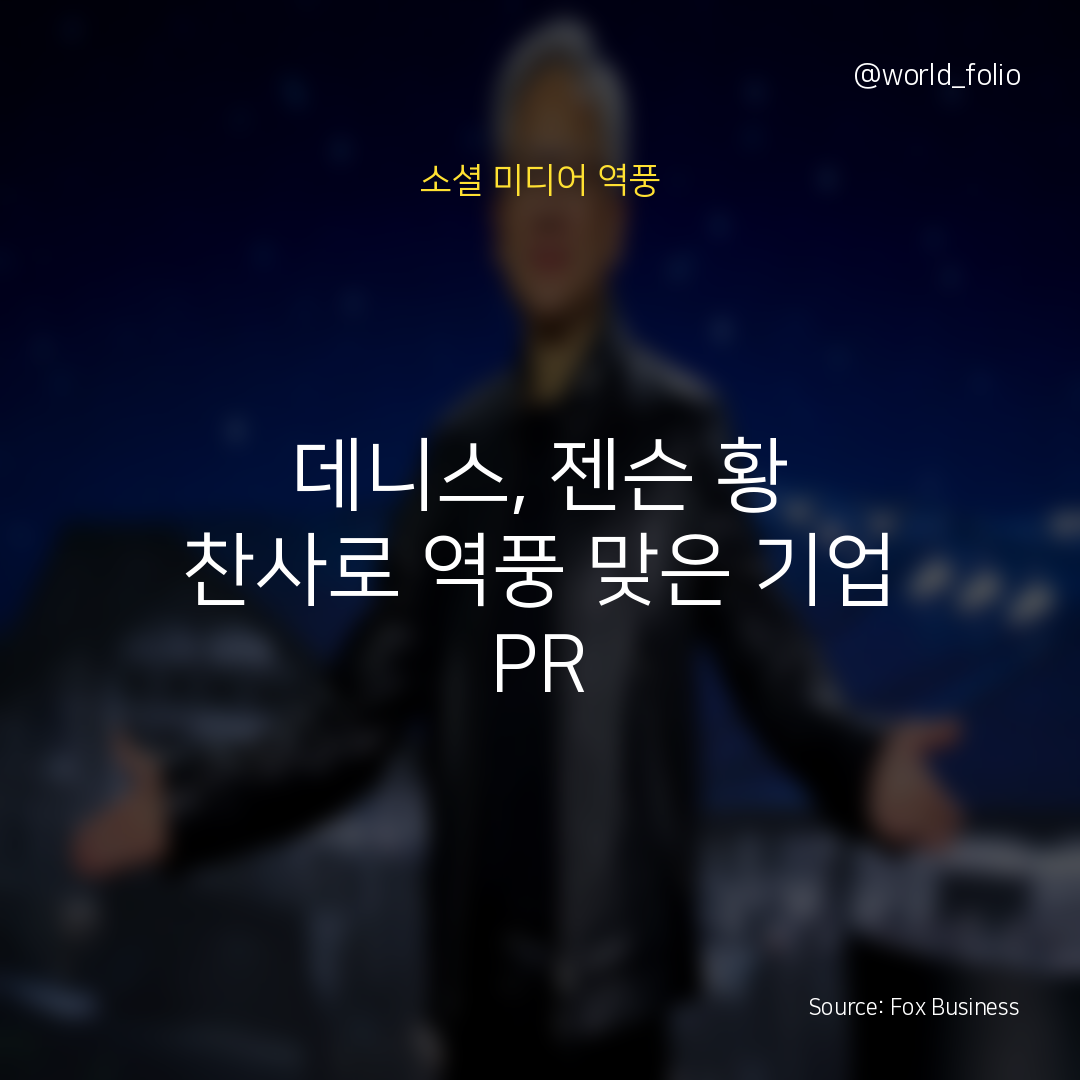 @world_folio
소셜 미디어 역풍
데니스, 젠슨 황
찬사로 역풍 맞은 기업
PR
Source: Fox Business